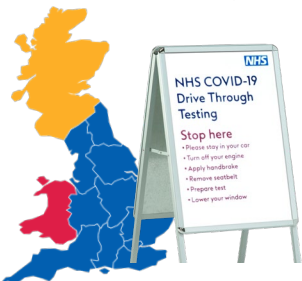 NHS
NHS COVID-19
Drive Through
Testing
Stop here
• Please stay in your car
• Turn off your engine
• Apply handbrake
• Remove seatbelt
• Prepare test
• Lower your window